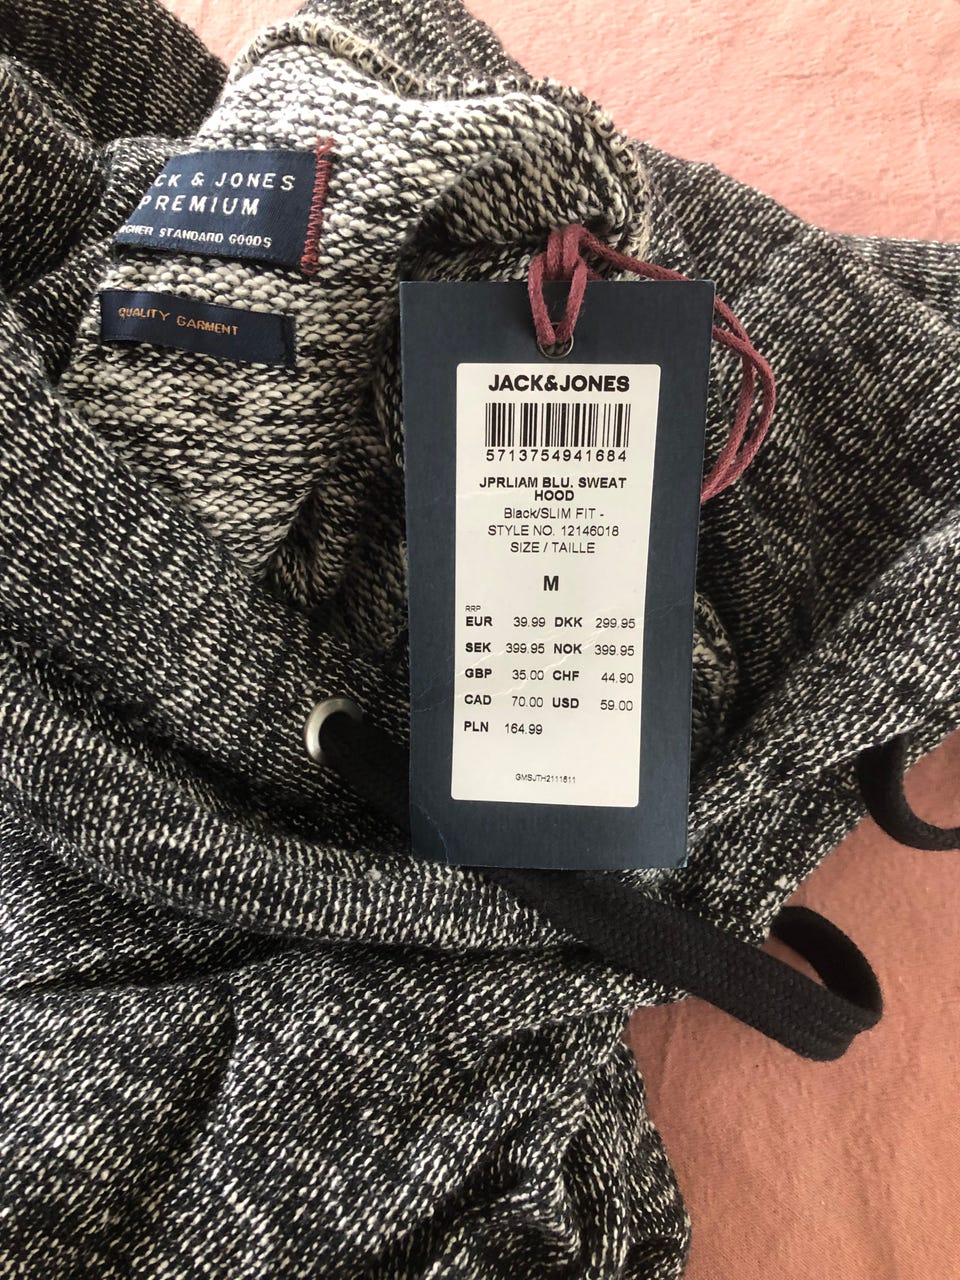 CK & JONES
PREMIUM
STANDARD GOODS
QUALITY GARMENT
JACK&JONES
5713754941684
JPRLIAM BLU. SWEAT
HOOD
Black/SLIM FIT -
STYLE NO. 12146018
SIZE / TAILLE
M
RRP
EUR 39.99 DKK 299.95
SEK 399.95 NOK 399.95
GBP 35.00 CHF 44.90
CAD 70.00 USD 59.00
PLN 164.99